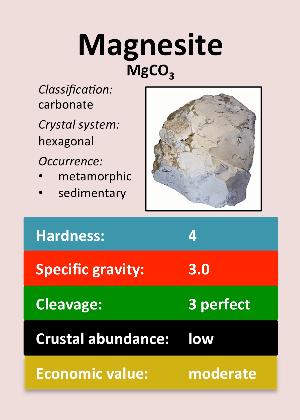 Magnesite
MgCO₃
Classification:
carbonate
Crystal system:
hexagonal
Occurrence:
• metamorphic
• sedimentary
Hardness: 4
Specific gravity: 3.0
Cleavage: 3 perfect
Crustal abundance: low
Economic value: moderate